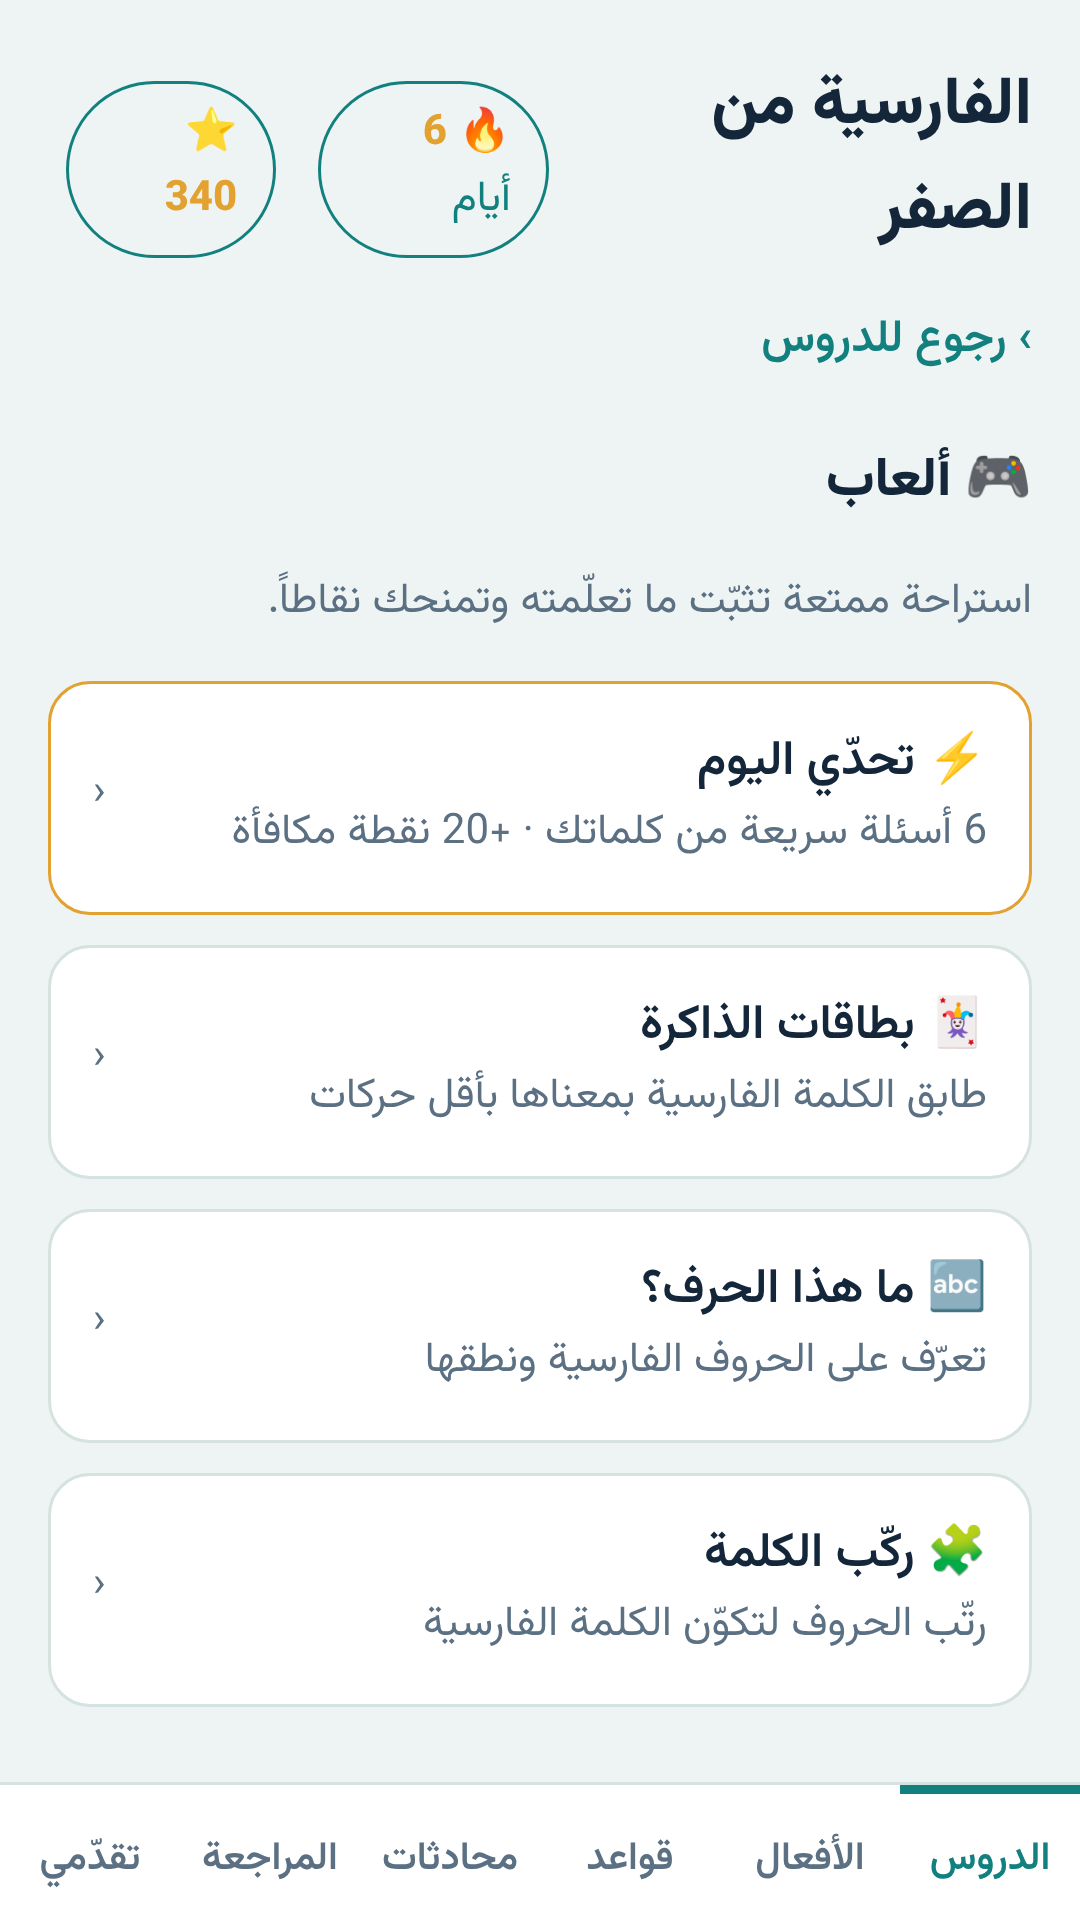 الفارسية من
الصفر
🔥 6
أيام
⭐
340
‹ رجوع للدروس
🎮 ألعاب
استراحة ممتعة تثبّت ما تعلّمته وتمنحك نقاطاً.
⚡ تحدّي اليوم
6 أسئلة سريعة من كلماتك · +20 نقطة مكافأة
🃏 بطاقات الذاكرة
طابق الكلمة الفارسية بمعناها بأقل حركات
🔤 ما هذا الحرف؟
تعرّف على الحروف الفارسية ونطقها
🧩 ركّب الكلمة
رتّب الحروف لتكوّن الكلمة الفارسية
الدروس
الأفعال
قواعد
محادثات
المراجعة
تقدّمي